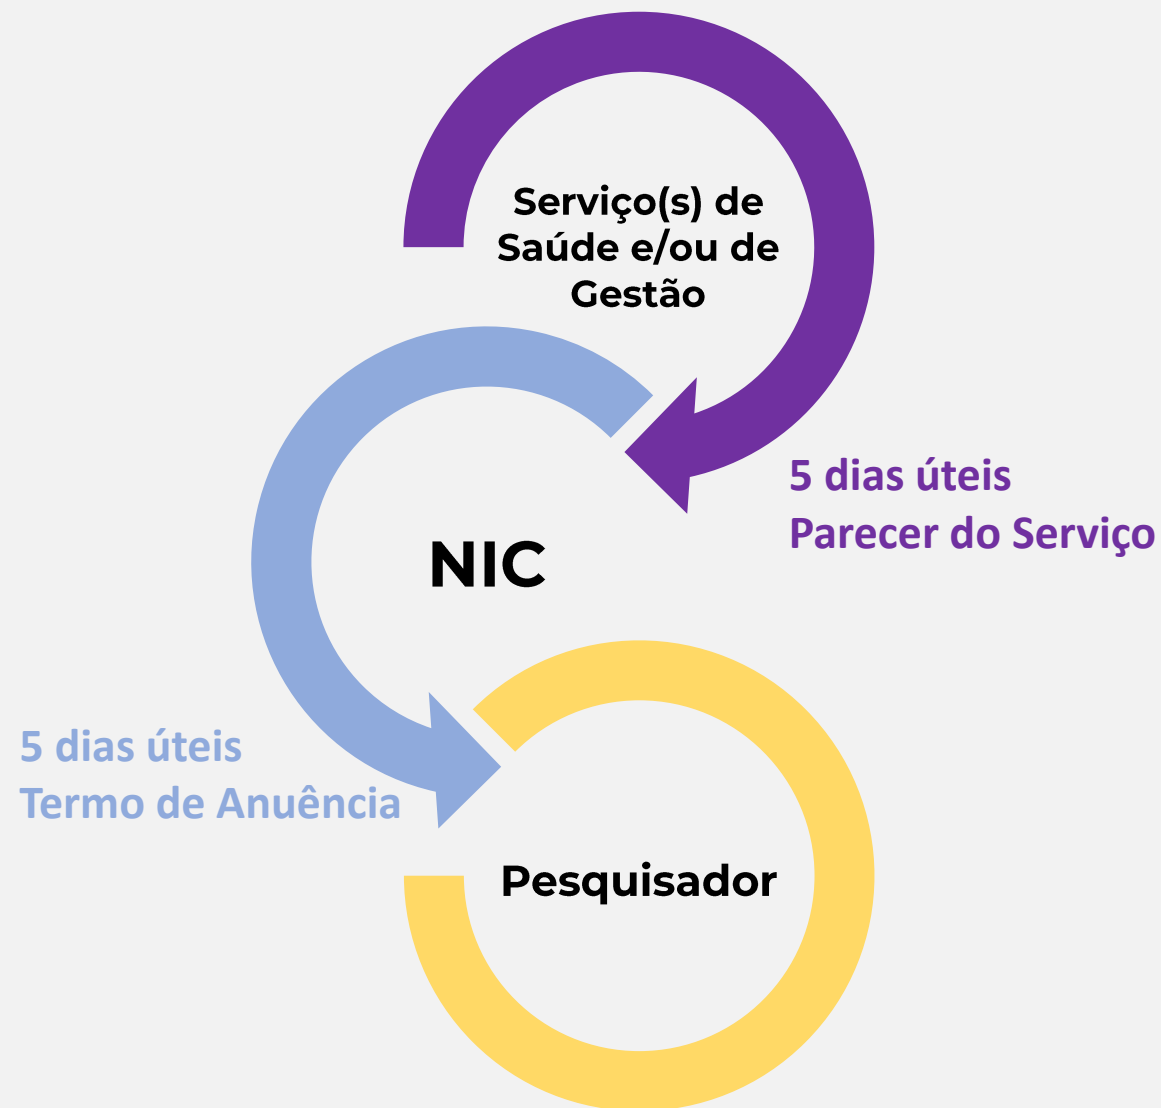 Serviço(s) de
Saúde e/ou de
Gestão
5 dias úteis
Parecer do Serviço
NIC
5 dias úteis
Termo de Anuência
Pesquisador